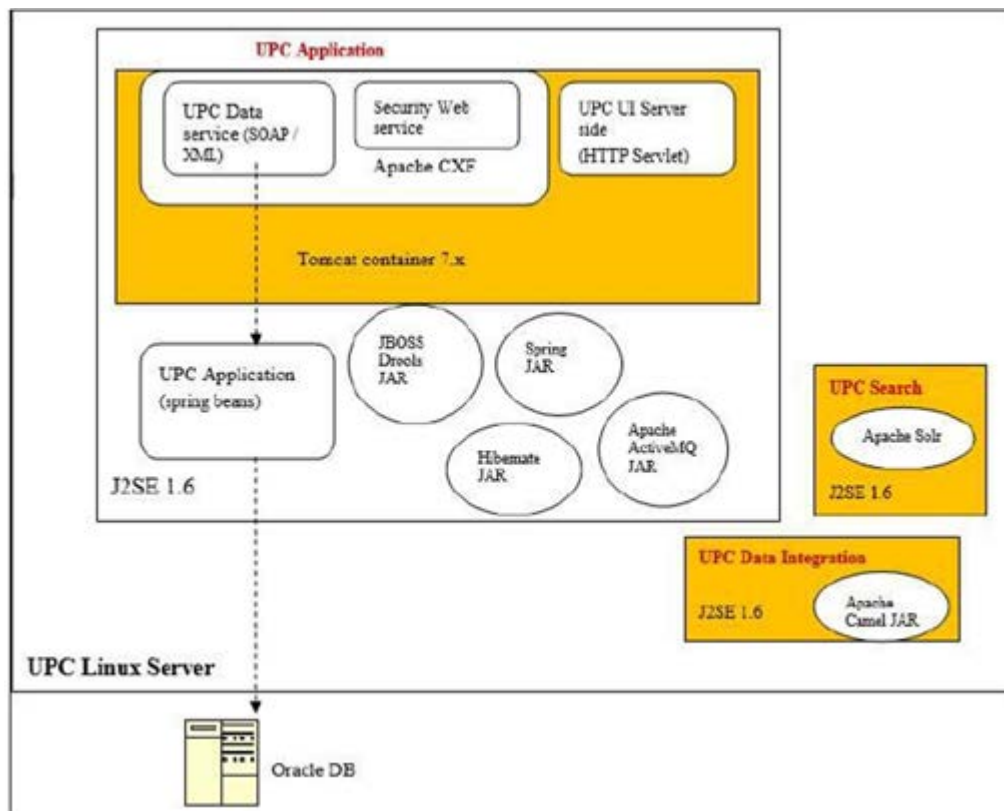 UPC Application
UPC Data
service (SOAP /
XML)
Security Web
service
Apache CXF
UPC UI Server
side
(HTTP Servlet)
Tomcat container 7.x
UPC Application
(spring beans)
JBOSS
Drools
JAR
Spring
JAR
Hibernate
JAR
Apache
ActiveMQ
JAR
J2SE 1.6
UPC Search
Apache Solr
J2SE 1.6
UPC Data Integration
J2SE 1.6
Apache
Camel JAR
UPC Linux Server
Oracle DB